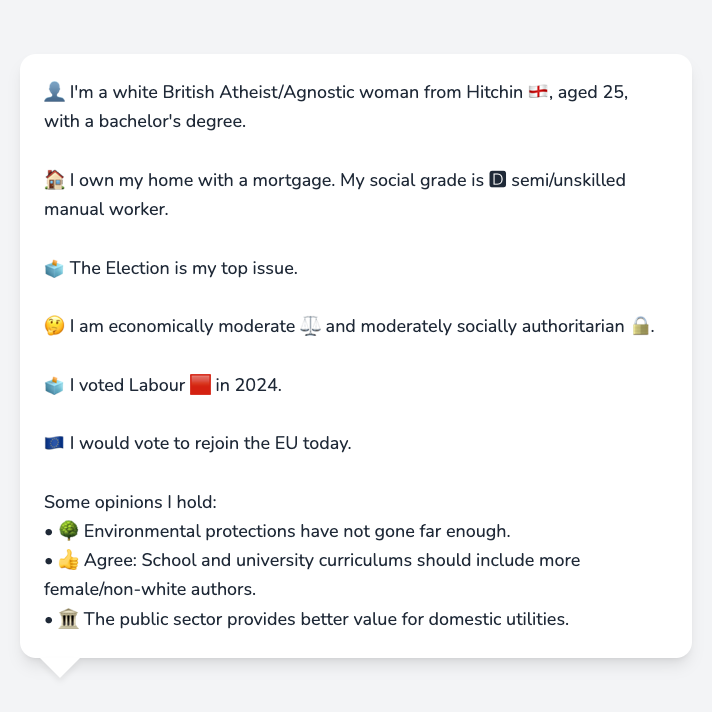 👤 I'm a white British Atheist/Agnostic woman from Hitchin 🏴󠁧󠁢󠁥󠁮󠁧󠁿, aged 25,
with a bachelor's degree.
🏠 I own my home with a mortgage. My social grade is 🅳 semi/unskilled
manual worker.
🗳️ The Election is my top issue.
🤔 I am economically moderate ⚖️ and moderately socially authoritarian 🔒.
🗳️ I voted Labour 🟥 in 2024.
🇪🇺 I would vote to rejoin the EU today.
Some opinions I hold:
• 🌳 Environmental protections have not gone far enough.
• 👍 Agree: School and university curriculums should include more
female/non-white authors.
• 🏛️ The public sector provides better value for domestic utilities.